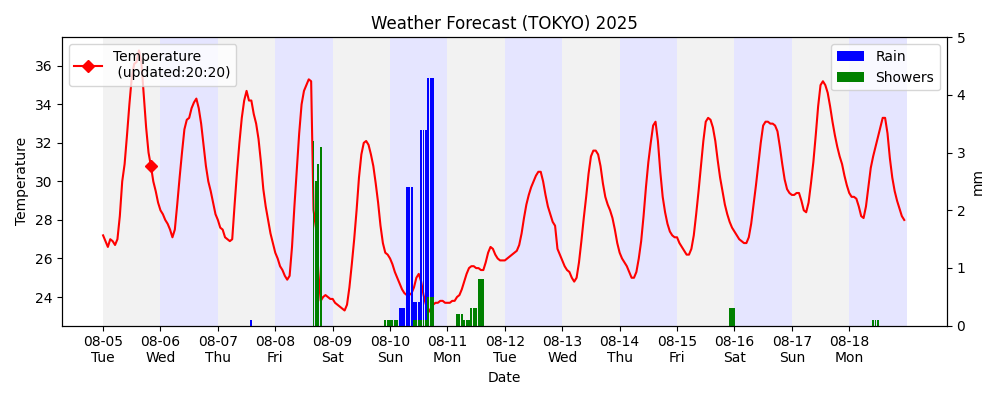 Weather Forecast (TOKYO) 2025
Temperature
(updated:20:20)
Rain
Showers
Temperature
36
34
32
30
28
26
24
5
4
3
2
1
0
mm
08-05 08-06 08-07 08-08 08-09 08-10 08-11 08-12 08-13 08-14 08-15 08-16 08-17 08-18
Tue Wed Thu Fri Sat Sun Mon Tue Wed Thu Fri Sat Sun Mon
Date